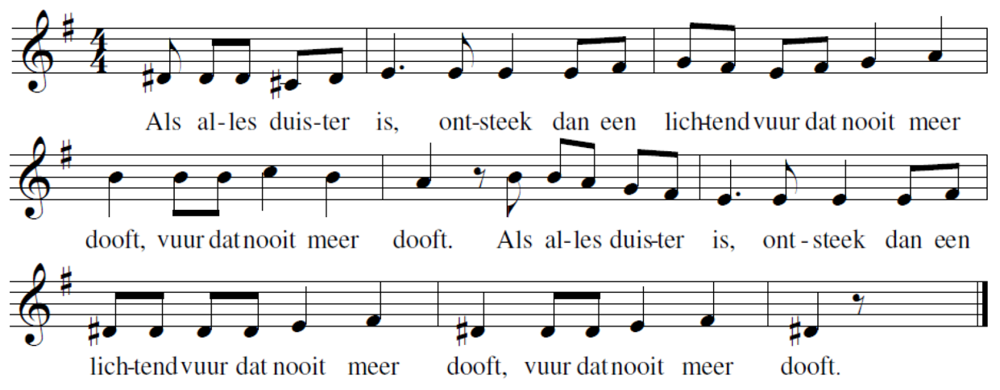 Als al-les duis-ter is, ont-steek dan een lich-tend vuur dat nooit meer
dooft, vuur dat nooit meer dooft. Als al-les duis-ter is, ont-steek dan een
lich-tend vuur dat nooit meer dooft, vuur dat nooit meer dooft.